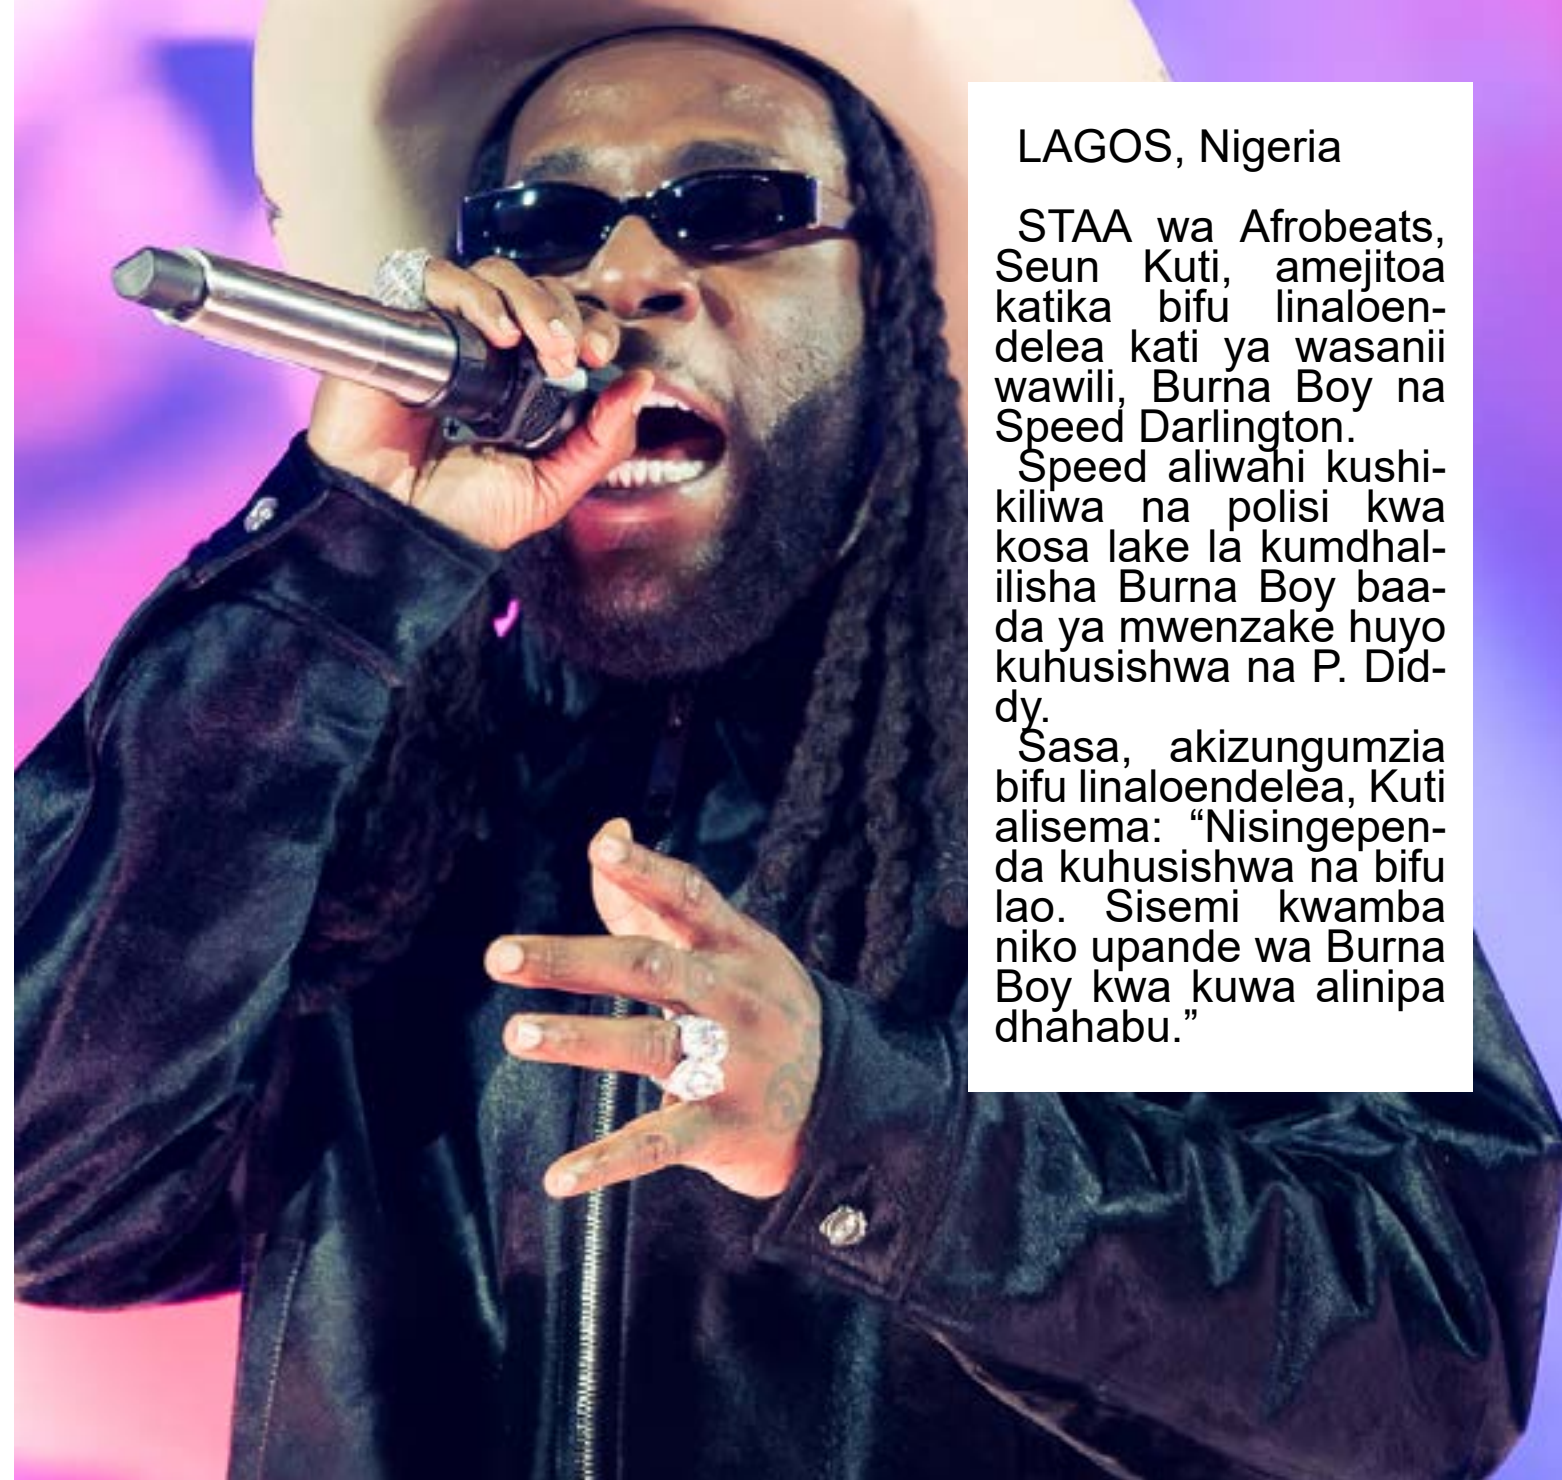 LAGOS, Nigeria
STAA wa Afrobeats,
Seun Kuti, amejitoa
katika bifu linaloen-
delea kati ya wasanii
wawili, Burna Boy na
Speed Darlington.
Speed aliwahi kushi-
kiliwa na polisi kwa
kosa lake la kumdhal-
ilisha Burna Boy baa-
da ya mwenzake huyo
kuhusishwa na P. Did-
dy.
Sasa, akizungumzia
bifu linaloendelea, Kuti
alisema: “Nisingepen-
da kuhusishwa na bifu
lao. Sisemi kwamba
niko upande wa Burna
Boy kwa kuwa alinipa
dhahabu.”